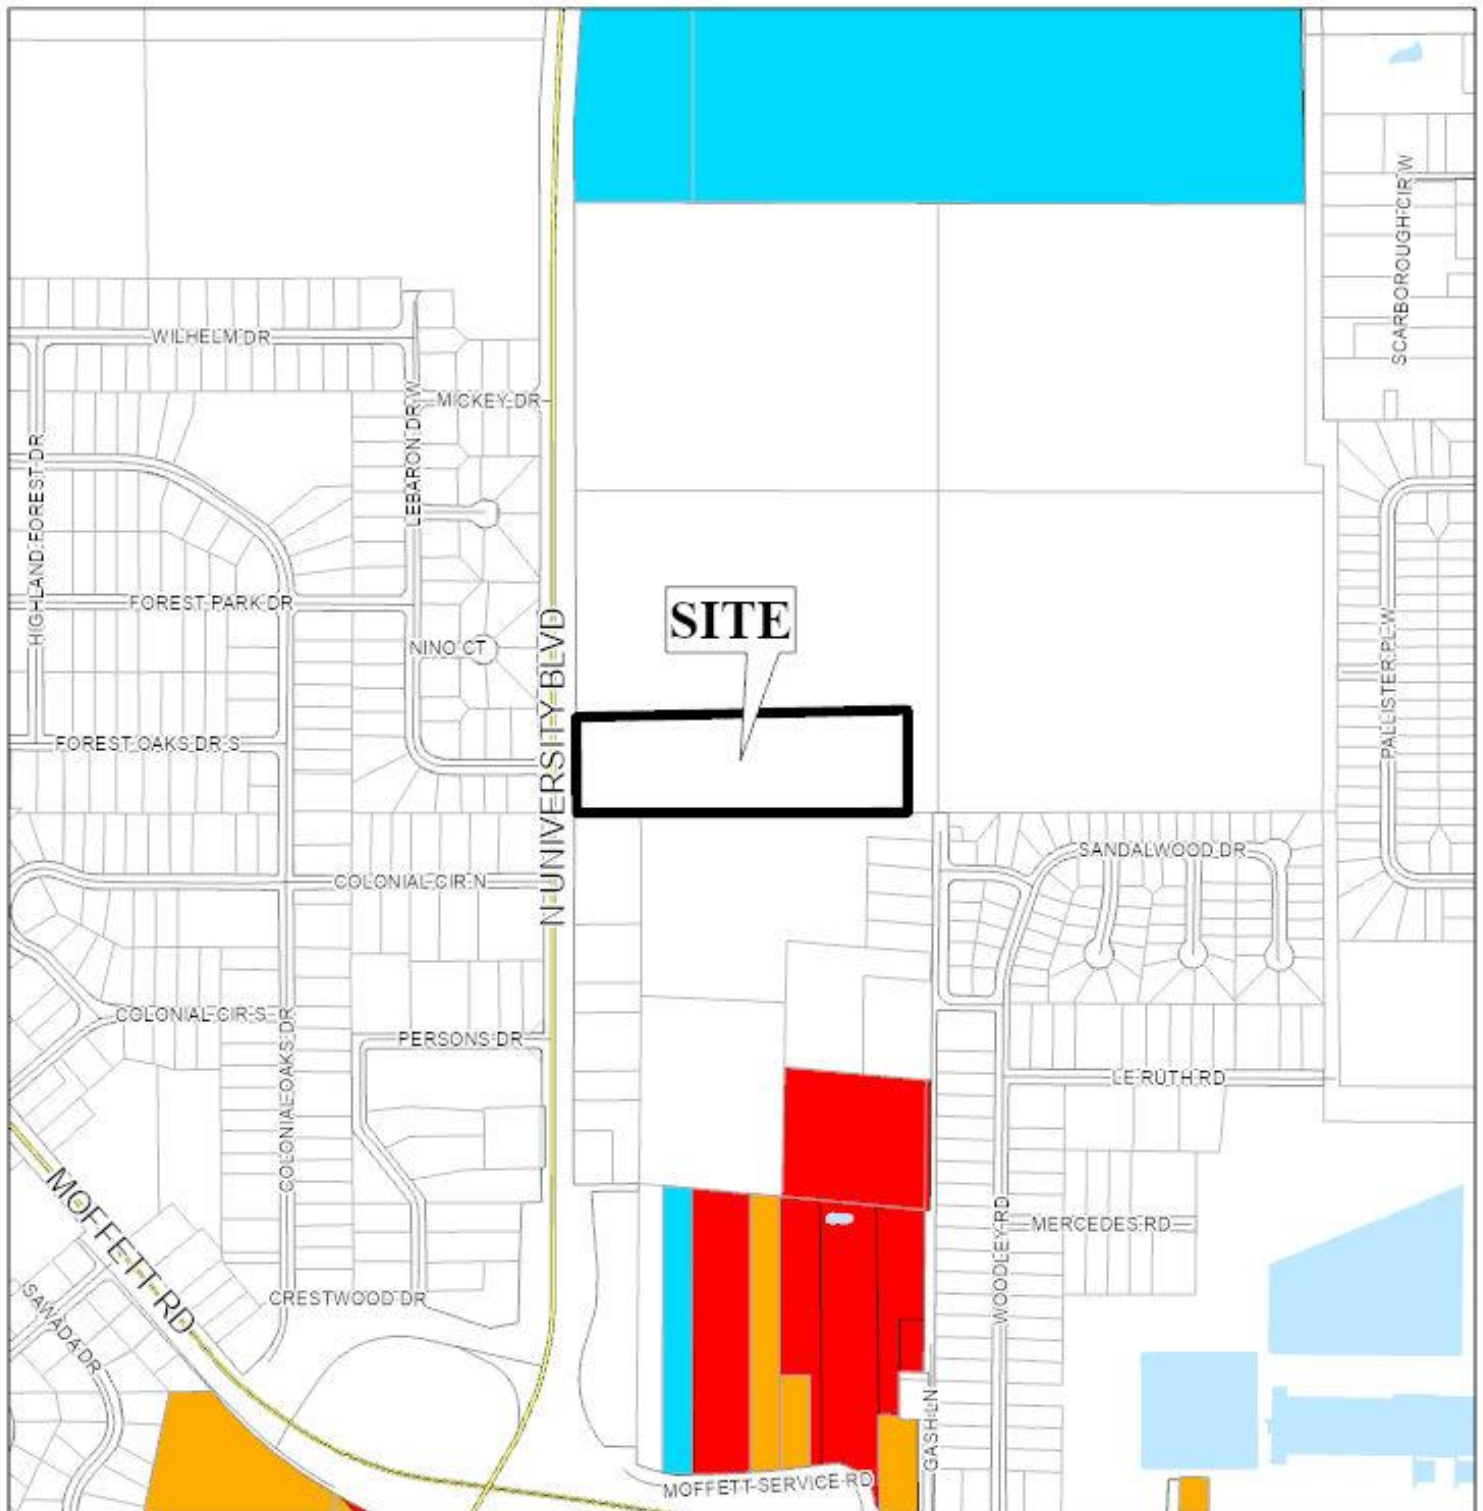 SCARBOROUGH CIR W
WILHELM DR
MICKEY DR
LEBARON DR W
HIGHLAND FOREST DR
FOREST PARK DR
SITE
NINO CT
N UNIVERSITY BLVD
PALLISTER PL W
FOREST OAKS DR S
SANDALWOOD DR
COLONIAL CIR N
COLONIAL CIR S
COLONIAL OAKS DR
PERSONS DR
LE RUTH RD
MOFFETT RD
WOODLEY RD
MERCEDES RD
CRESTWOOD DR
SAWADA DR
GASH LN
MOFFETT SERVICE RD